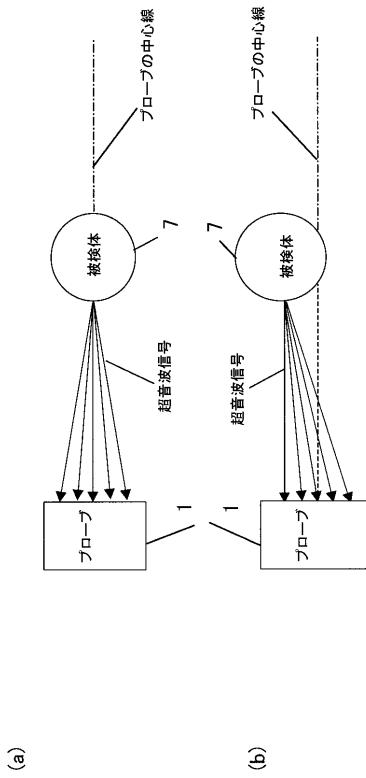 (a)
プローブ
1
超音波信号
被検体
7
プローブの中心線
(b)
プローブ
1
超音波信号
被検体
7
プローブの中心線